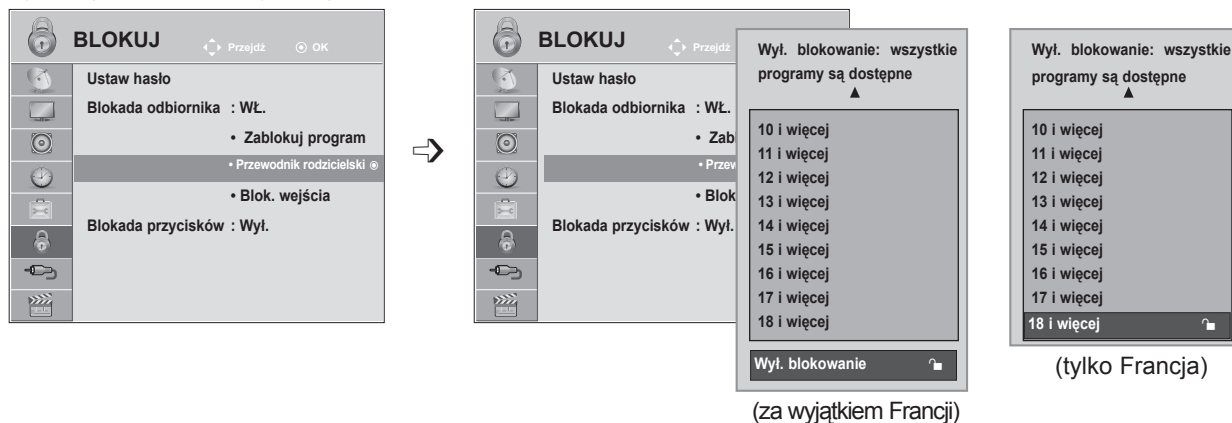 BLOKUJ
Przejdź
OK
Ustaw hasło
Blokada odbiornika : WŁ.
• Zablokuj program
• Przewodnik rodzicielski
• Blok. wejścia
Blokada przycisków : Wył.
BLOKUJ
Przejdź
Ustaw hasło
Blokada odbiornika : WŁ.
• Zabl
• Przew
• Blok
Blokada przycisków : Wył.
Wył. blokowanie: wszystkie
programy są dostępne
10 i więcej
11 i więcej
12 i więcej
13 i więcej
14 i więcej
15 i więcej
16 i więcej
17 i więcej
18 i więcej
Wył. blokowanie
(za wyjątkiem Francji)
Wył. blokowanie: wszystkie
programy są dostępne
10 i więcej
11 i więcej
12 i więcej
13 i więcej
14 i więcej
15 i więcej
16 i więcej
17 i więcej
18 i więcej
(tylko Francja)